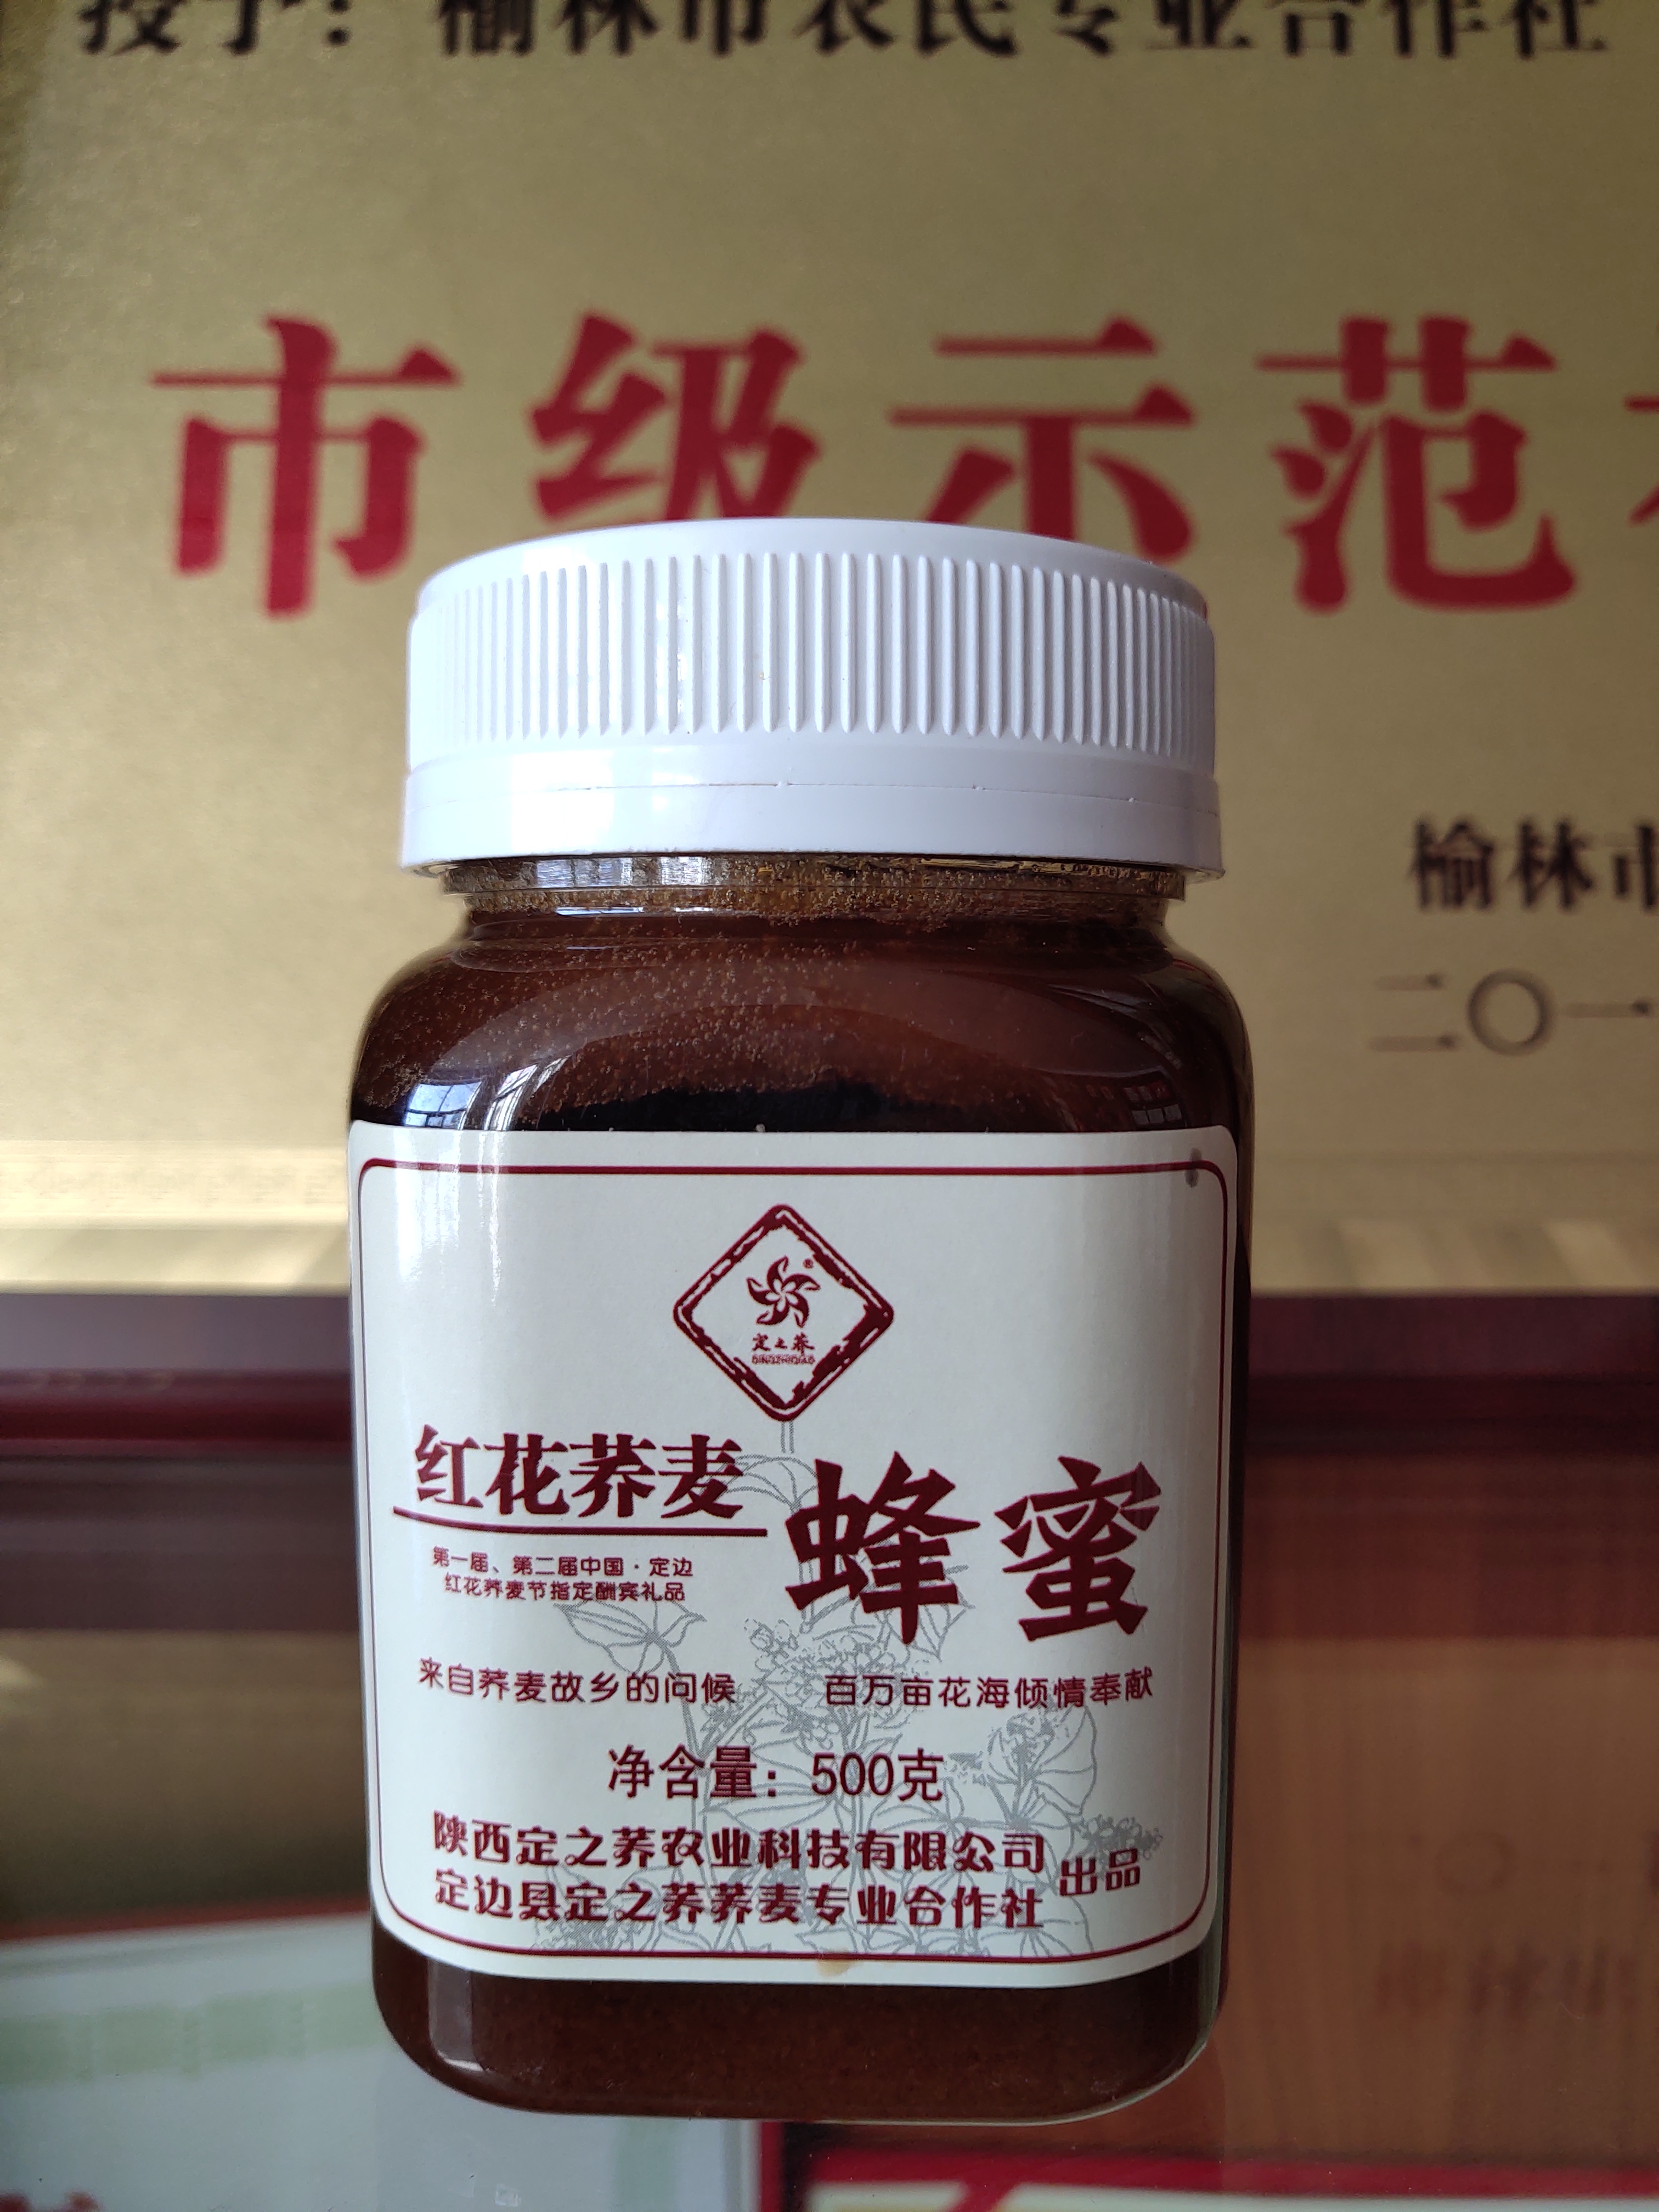 授予：榆林市农民专业合作社
市级示范
榆林市
二〇一
®
定之荞
DINGZHIQIAO
红花荞麦
蜂蜜
第一届、第二届中国·定边
红花荞麦节指定酬宾礼品
来自荞麦故乡的问候 百万亩花海倾情奉献
净含量：500克
陕西定之荞农业科技有限公司
定边县定之荞荞麦专业合作社
出品